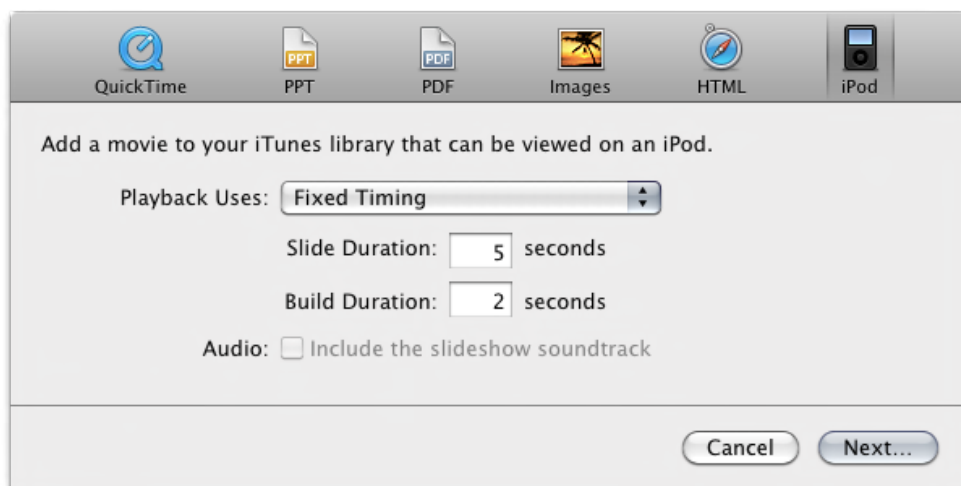 QuickTime PPT PDF Images HTML iPod
Add a movie to your iTunes library that can be viewed on an iPod.
Playback Uses: Fixed Timing
Slide Duration: 5 seconds
Build Duration: 2 seconds
Audio: Include the slideshow soundtrack
Cancel Next...